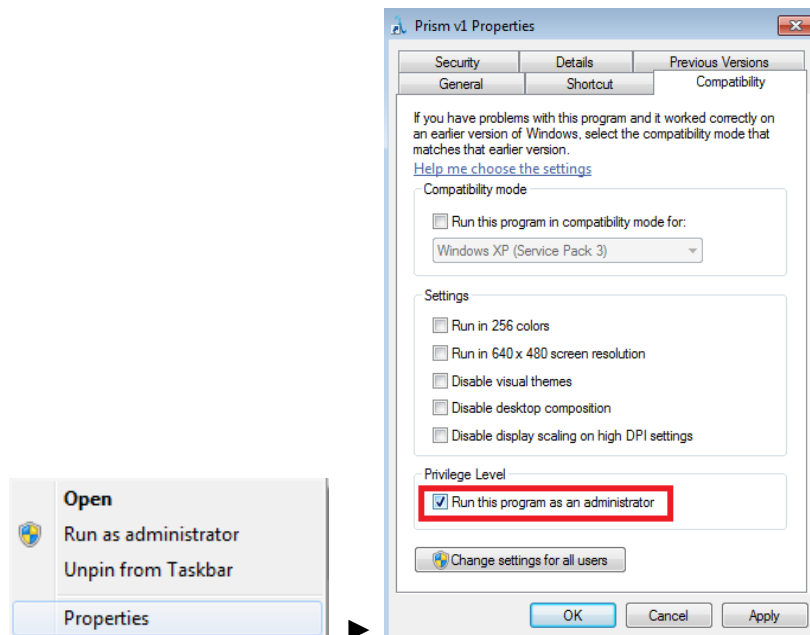 Prism v1 Properties
Security Details Previous Versions
General Shortcut Compatibility
If you have problems with this program and it worked correctly on
an earlier version of Windows, select the compatibility mode that
matches that earlier version.
Help me choose the settings
Compatibility mode
Run this program in compatibility mode for:
Windows XP (Service Pack 3)
Settings
Run in 256 colors
Run in 640 x 480 screen resolution
Disable visual themes
Disable desktop composition
Disable display scaling on high DPI settings
Privilege Level
Run this program as an administrator
Change settings for all users
OK Cancel Apply
Open
Run as administrator
Unpin from Taskbar
Properties